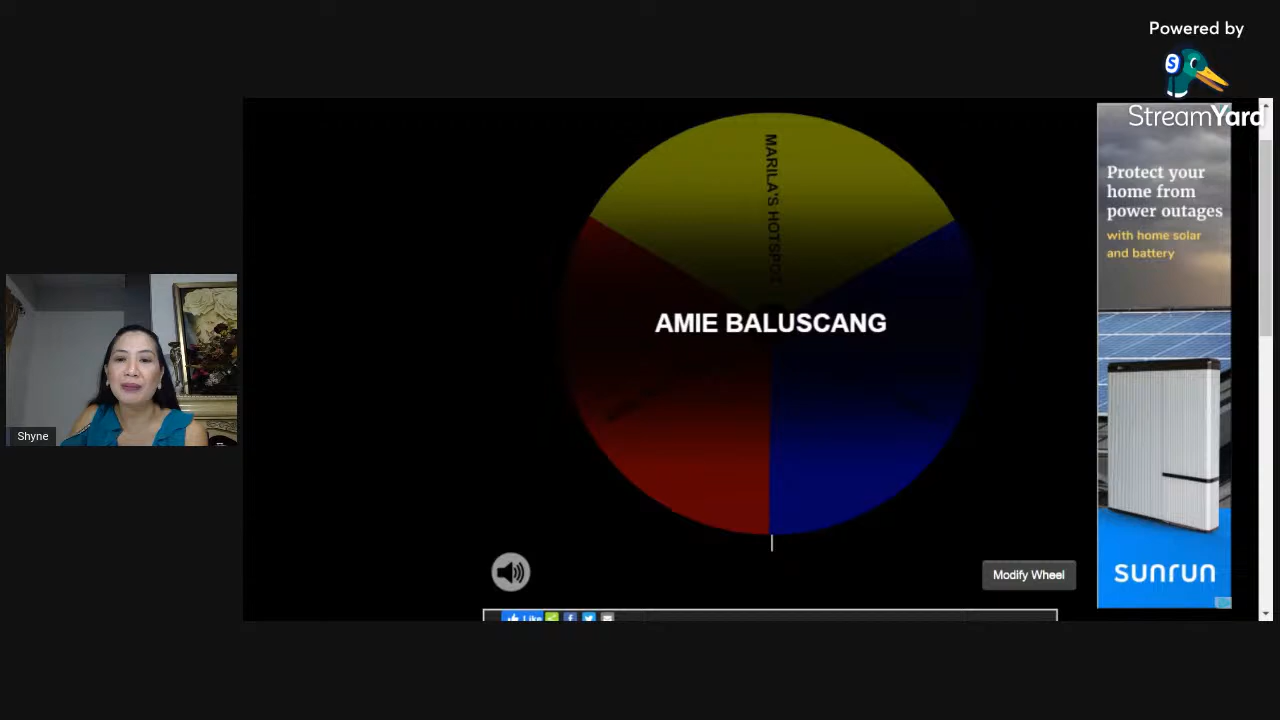 Powered by
StreamYard
MARILA'S HOTSPOT
AMIE BALUSCANG
Shyne
Protect your
home from
power outages
with home solar
and battery
sunrun
Modify Wheel
Like